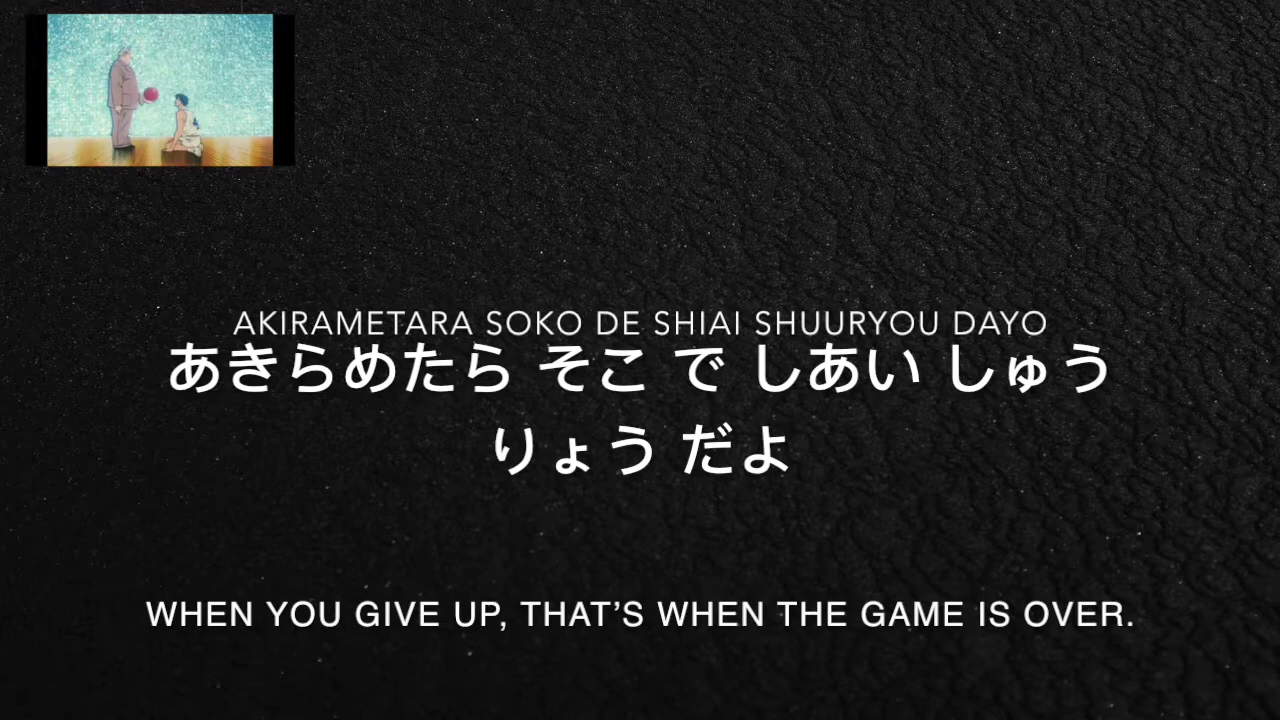 AKIRAMETARA SOKO DE SHIAI SHUURYOU DAYO
あきらめたら そこ で しあい しゅう
りょう だよ
WHEN YOU GIVE UP, THAT’S WHEN THE GAME IS OVER.